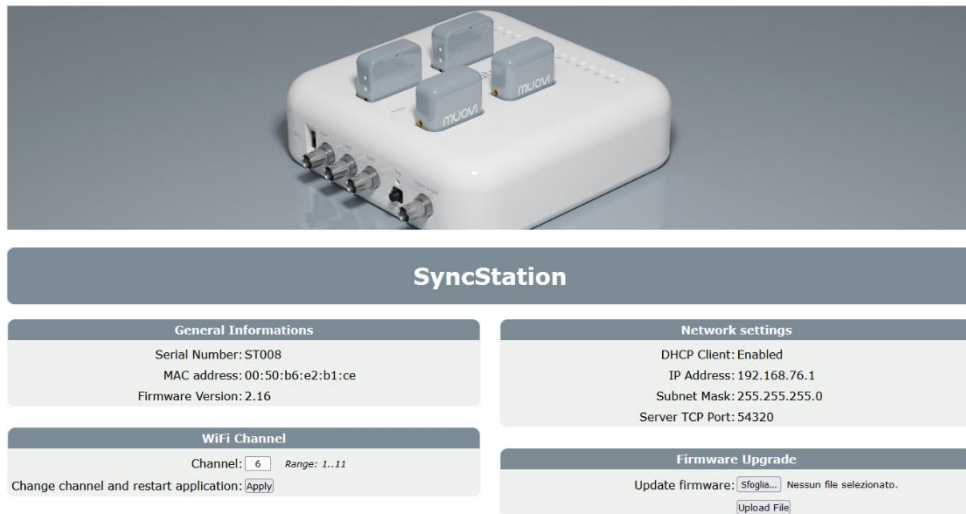 muovi
muovi
SyncStation
General Informations
Serial Number: ST008
MAC address: 00:50:b6:e2:b1:ce
Firmware Version: 2.16
WiFi Channel
Channel: 6 Range: 1..11
Change channel and restart application: Apply
Network settings
DHCP Client: Enabled
IP Address: 192.168.76.1
Subnet Mask: 255.255.255.0
Server TCP Port: 54320
Firmware Upgrade
Update firmware: Sfoglia... Nessun file selezionato.
Upload File